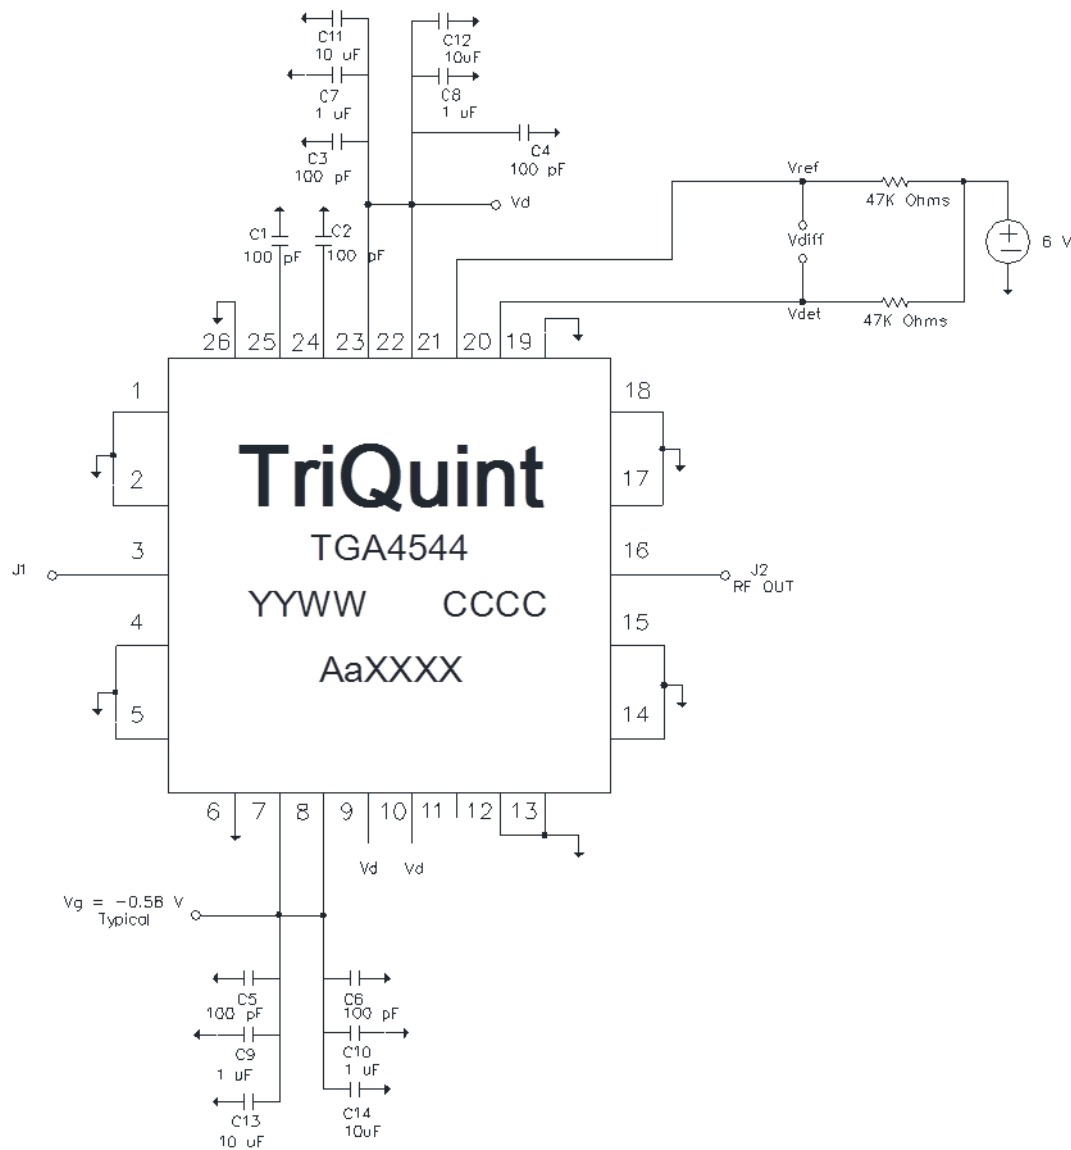 C11
10 uF
C12
10uF
C7
1 uF
C8
1 uF
C3
100 pF
C4
100 pF
Vd
C1
100 pF
C2
100 pF
Vref
47K Ohms
Vdiff
6 V
Vdet
47K Ohms
26 25 24 23 22 21 20 19
1
18
2
17
3
16
4
15
5
14
TriQuint
TGA4544
YYWW CCCC
AaXXXX
J1
J2
RF OUT
6 7 8 9 10 11 12 13
Vd Vd
Vg = -0.58 V
Typical
C5
100 pF
C6
100 pF
C9
1 uF
C10
1 uF
C13
10 uF
C14
10uF